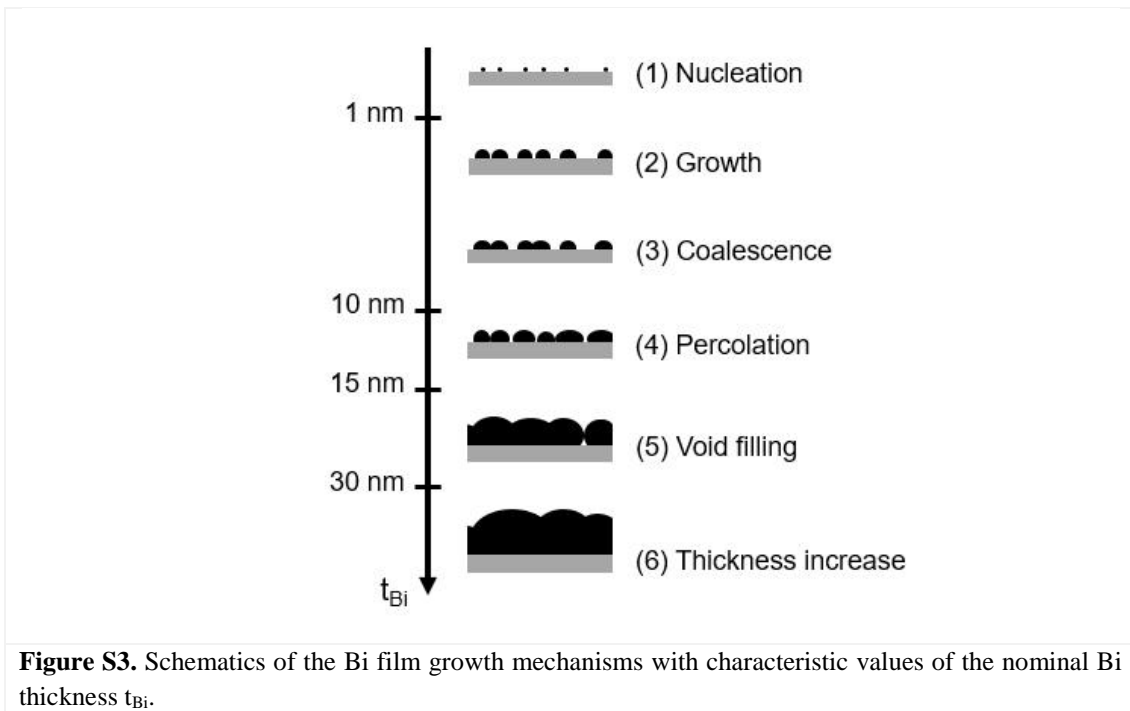 (1) Nucleation
1 nm
(2) Growth
(3) Coalescence
10 nm
(4) Percolation
15 nm
(5) Void filling
30 nm
(6) Thickness increase
tBi
Figure S3. Schematics of the Bi film growth mechanisms with characteristic values of the nominal Bi
thickness tBi.